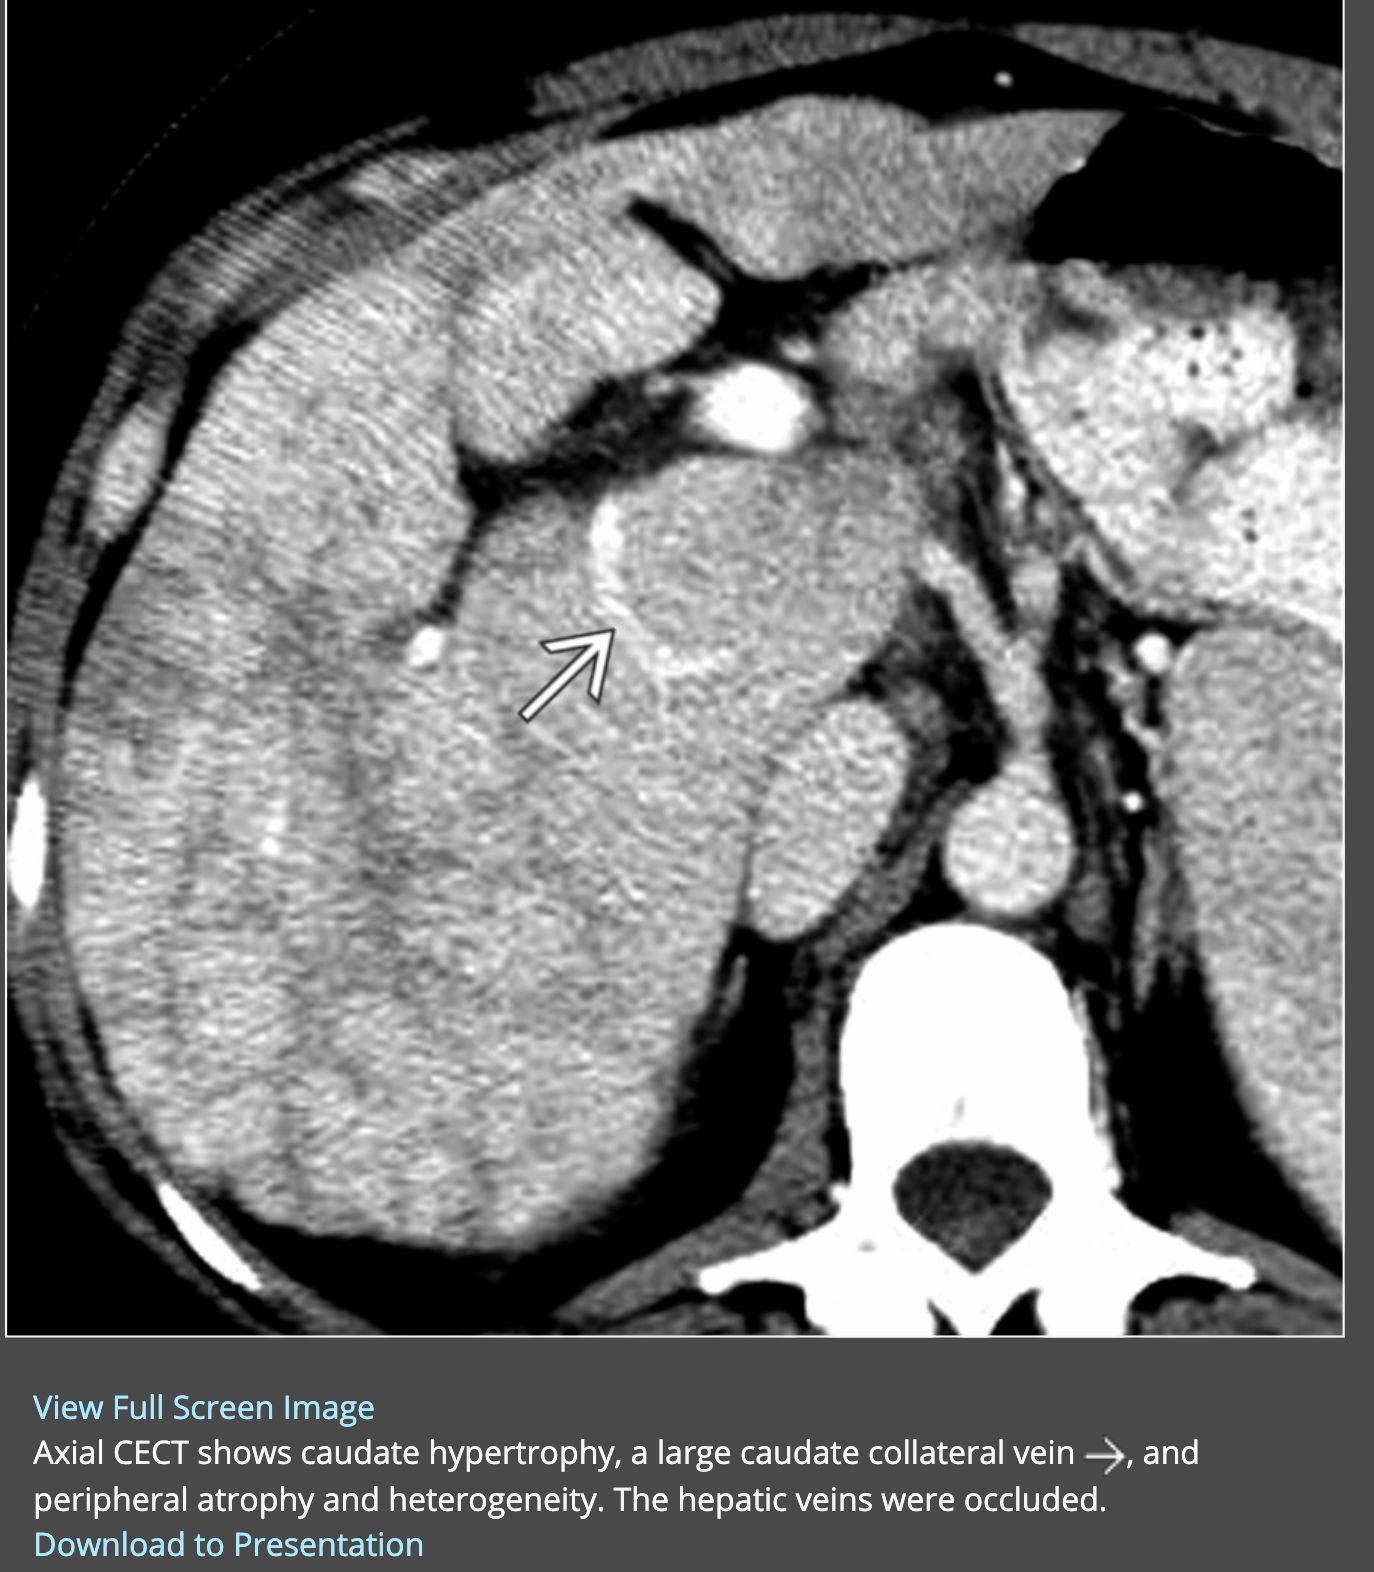 View Full Screen Image
Axial CECT shows caudate hypertrophy, a large caudate collateral vein →, and
peripheral atrophy and heterogeneity. The hepatic veins were occluded.
Download to Presentation